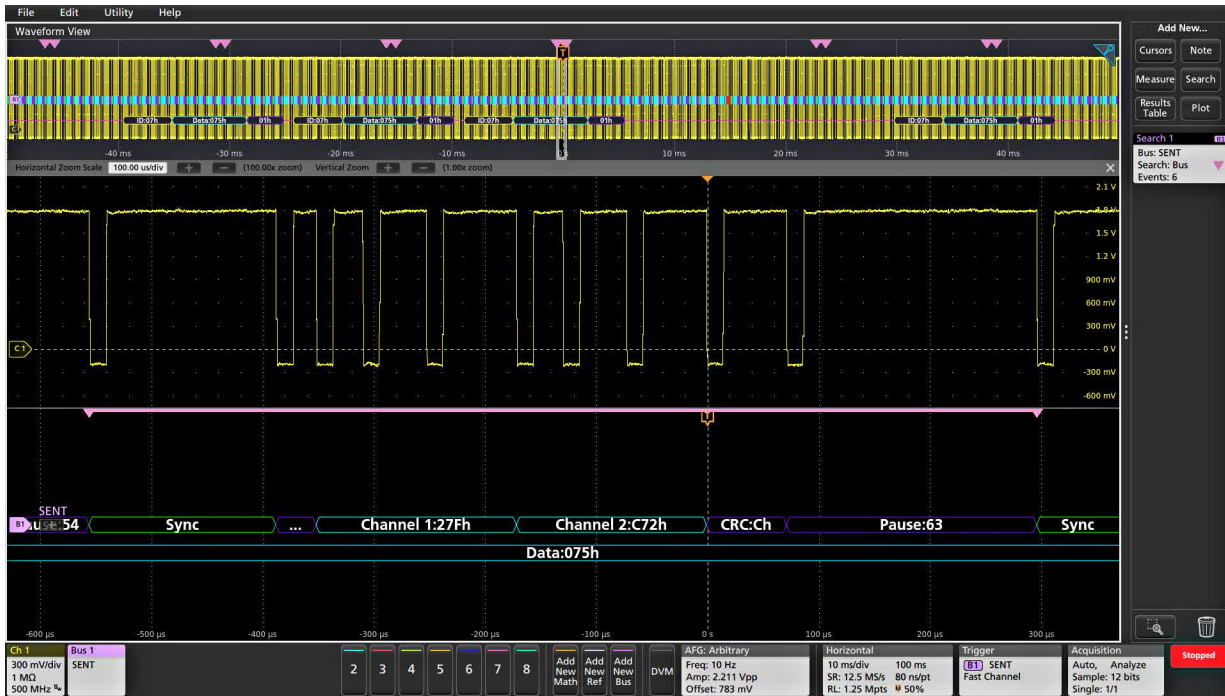 File Edit Utility Help
Waveform View
Add New...
Cursors Note
Measure Search
Results Table Plot
Search 1 B1
Bus: SENT
Search: Bus
Events: 6
T
B1
ID:07h Data:075h 01h ID:07h Data:075h 01h ID:07h Data:075h 01h ID:07h Data:075h 01h
C1
-40 ms -30 ms -20 ms -10 ms 0 s 10 ms 20 ms 30 ms 40 ms
Horizontal Zoom Scale 100.00 us/div + − (100.00x zoom) Vertical Zoom + − (1.00x zoom) ✕
2.1 V
1.8 V
1.5 V
1.2 V
900 mV
600 mV
300 mV
C1 0 V
-300 mV
-600 mV
T
SENT
B1 54 Sync ... Channel 1:27Fh Channel 2:C72h CRC:Ch Pause:63 Sync
Data:075h
-600 µs -500 µs -400 µs -300 µs -200 µs -100 µs 0 s 100 µs 200 µs 300 µs
Ch 1
300 mV/div
1 MΩ
500 MHz Bw
Bus 1
SENT
2 3 4 5 6 7 8
Add New Math
Add New Ref
Add New Bus
DVM
AFG: Arbitrary
Freq: 10 Hz
Amp: 2.211 Vpp
Offset: 783 mV
Horizontal
10 ms/div 100 ms
SR: 12.5 MS/s 80 ns/pt
RL: 1.25 Mpts 50%
Trigger
B1 SENT
Fast Channel
Acquisition
Auto, Analyze
Sample: 12 bits
Single: 1/1
Stopped